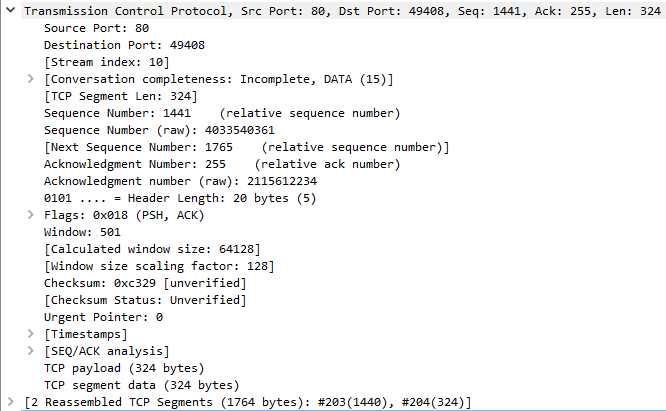 Transmission Control Protocol, Src Port: 80, Dst Port: 49408, Seq: 1441, Ack: 255, Len: 324
Source Port: 80
Destination Port: 49408
[Stream index: 10]
[Conversation completeness: Incomplete, DATA (15)]
[TCP Segment Len: 324]
Sequence Number: 1441    (relative sequence number)
Sequence Number (raw): 4033540361
[Next Sequence Number: 1765    (relative sequence number)]
Acknowledgment Number: 255    (relative ack number)
Acknowledgment number (raw): 2115612234
0101 .... = Header Length: 20 bytes (5)
Flags: 0x018 (PSH, ACK)
Window: 501
[Calculated window size: 64128]
[Window size scaling factor: 128]
Checksum: 0xc329 [unverified]
[Checksum Status: Unverified]
Urgent Pointer: 0
[Timestamps]
[SEQ/ACK analysis]
TCP payload (324 bytes)
TCP segment data (324 bytes)
[2 Reassembled TCP Segments (1764 bytes): #203(1440), #204(324)]